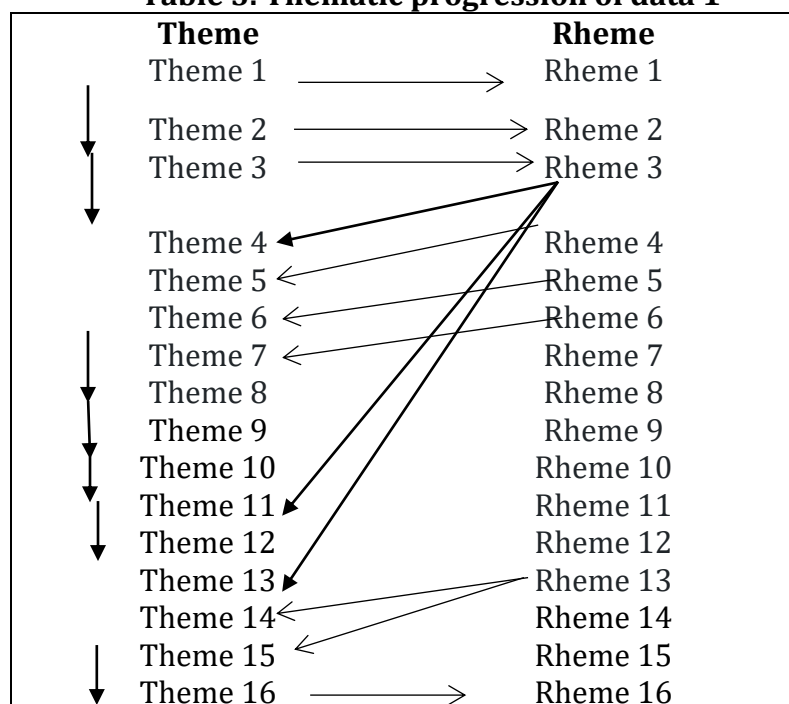 Table 3. Thematic progression of data 1
Theme Rheme
Theme 1 Rheme 1
Theme 2 Rheme 2
Theme 3 Rheme 3
Theme 4 Rheme 4
Theme 5 Rheme 5
Theme 6 Rheme 6
Theme 7 Rheme 7
Theme 8 Rheme 8
Theme 9 Rheme 9
Theme 10 Rheme 10
Theme 11 Rheme 11
Theme 12 Rheme 12
Theme 13 Rheme 13
Theme 14 Rheme 14
Theme 15 Rheme 15
Theme 16 Rheme 16